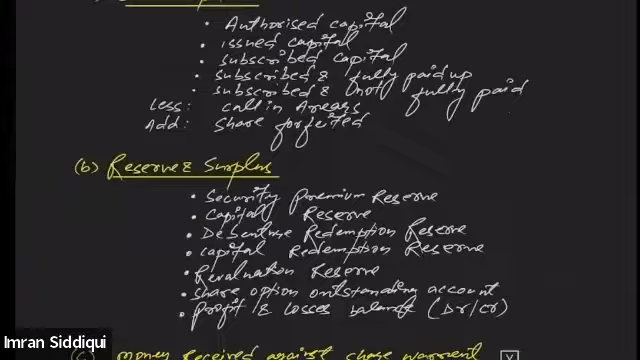 • Authorised capital
• issued capital
• subscribed capital
• subscribed & fully paid up
• subscribed & not fully paid
Less: call in Arears
Add: share forfeited
(b) Reserve & Surplus
• Security premium Reserve
• capital Reserve
• Debenture Redemption Reserve
• capital Redemption Reserve
• Revaluation Reserve
• share option outstanding account
• profit & losses balance (Dr/cr)
Imran Siddiqui
(c) money received against share warrant